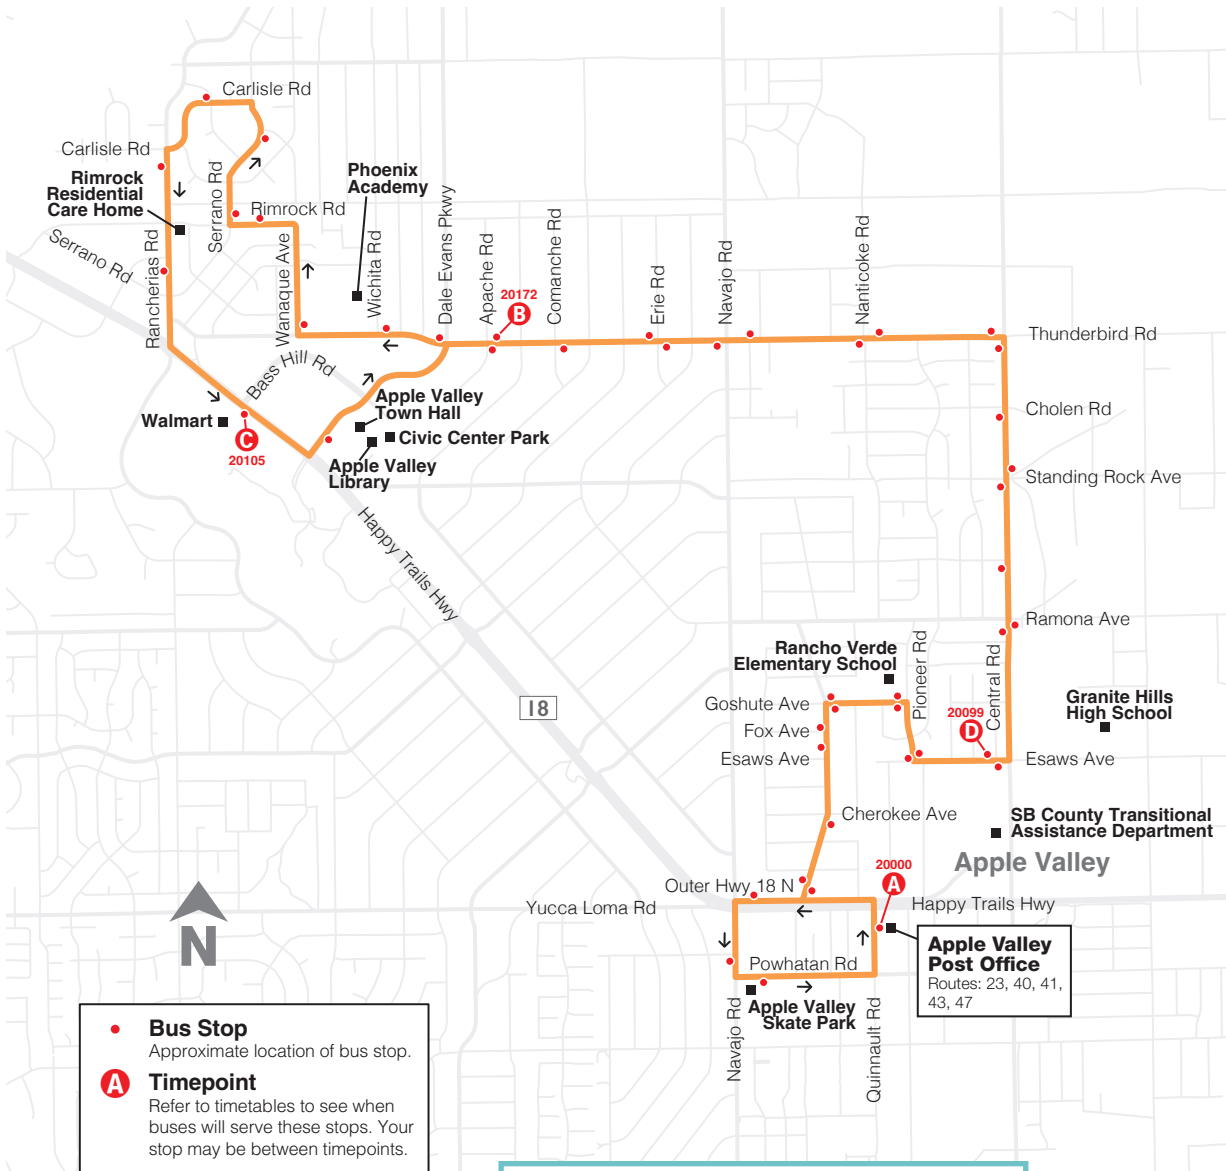 Carlisle Rd
Carlisle Rd
Rimrock
Residential
Care Home
Serrano Rd
Serrano Rd
Rimrock Rd
Phoenix
Academy
Rancherias Rd
Wanaque Ave
Wichita Rd
Dale Evans Pkwy
Apache Rd
20172
B
Comanche Rd
Erie Rd
Navajo Rd
Nanticoke Rd
Thunderbird Rd
Bass Hill Rd
Walmart
C
20105
Apple Valley
Town Hall
Civic Center Park
Apple Valley
Library
Cholen Rd
Standing Rock Ave
Happy Trails Hwy
Ramona Ave
Rancho Verde
Elementary School
Pioneer Rd
Central Rd
Granite Hills
High School
18
Goshute Ave
Fox Ave
Esaws Ave
20099
D
Esaws Ave
Cherokee Ave
SB County Transitional
Assistance Department
Apple Valley
20000
A
Outer Hwy 18 N
Yucca Loma Rd
Happy Trails Hwy
N
Apple Valley
Post Office
Routes: 23, 40, 41,
43, 47
Powhatan Rd
Apple Valley
Skate Park
Navajo Rd
Quinnault Rd
Bus Stop
Approximate location of bus stop.
A
Timepoint
Refer to timetables to see when
buses will serve these stops. Your
stop may be between timepoints.